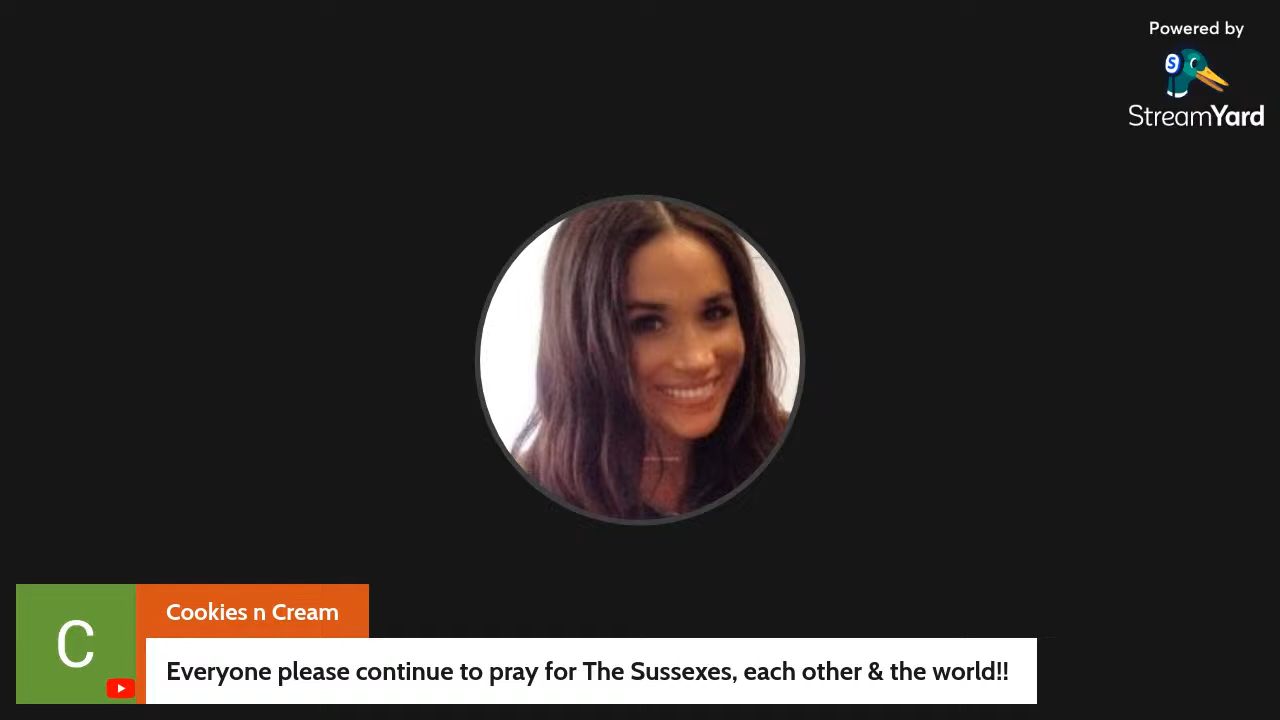 Powered by
S
StreamYard
C
Cookies n Cream
Everyone please continue to pray for The Sussexes, each other & the world!!